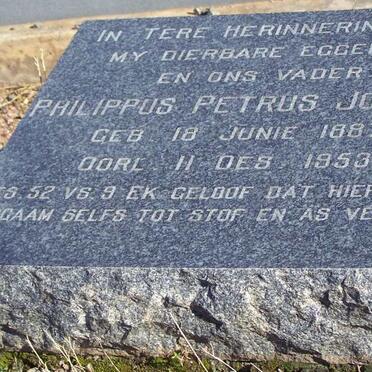 IN TERE HERINNERIN
MY DIERBARE EGGE
EN ONS VADER
PHILIPPUS PETRUS JO
GEB 18 JUNIE 188
OORL 11 DES 1953
52 VS 9 EK GELOOF DAT HIER
GAAM SELFS TOT STOF EN AS VE